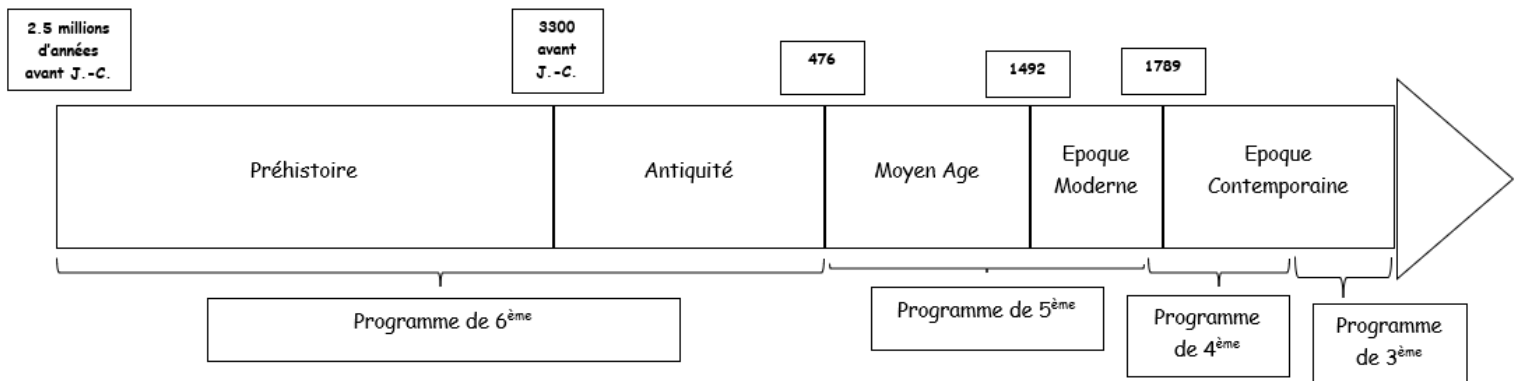 2.5 millions
d'années
avant J.-C.
3300
avant
J.-C.
476
1492
1789
Préhistoire
Antiquité
Moyen Age
Epoque
Moderne
Epoque
Contemporaine
Programme de 6ème
Programme de 5ème
Programme
de 4ème
Programme
de 3ème